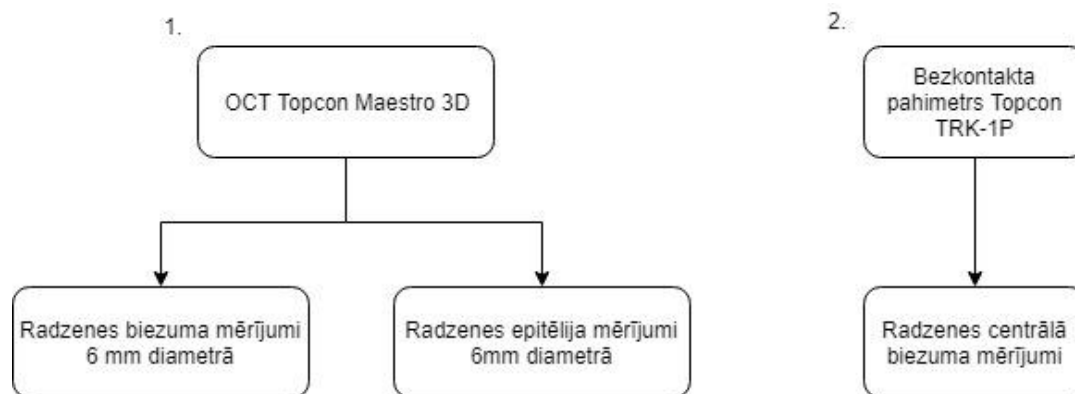 1.
OCT Topcon Maestro 3D
Radzenes biezuma mērījumi
6 mm diametrā
Radzenes epitēlija mērījumi
6mm diametrā
2.
Bezkontakta
pahimetrs Topcon
TRK-1P
Radzenes centrālā
biezuma mērījumi